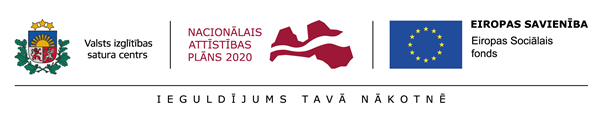 Valsts izglītības
satura centrs
NACIONĀLAIS
ATTĪSTĪBAS
PLĀNS 2020
EIROPAS SAVIENĪBA
Eiropas Sociālais
fonds
IEGULDĪJUMS TAVĀ NĀKOTNĒ